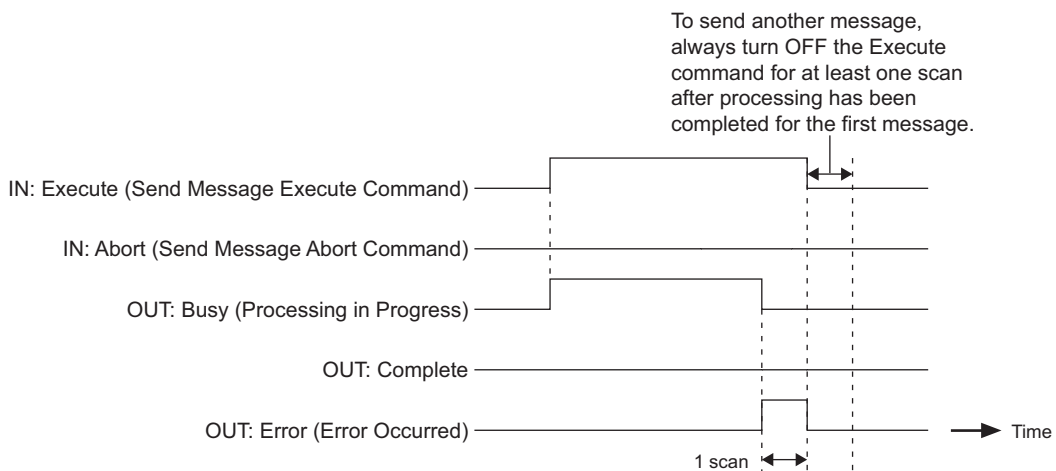 To send another message,
always turn OFF the Execute
command for at least one scan
after processing has been
completed for the first message.
IN: Execute (Send Message Execute Command)
IN: Abort (Send Message Abort Command)
OUT: Busy (Processing in Progress)
OUT: Complete
OUT: Error (Error Occurred)
Time
1 scan